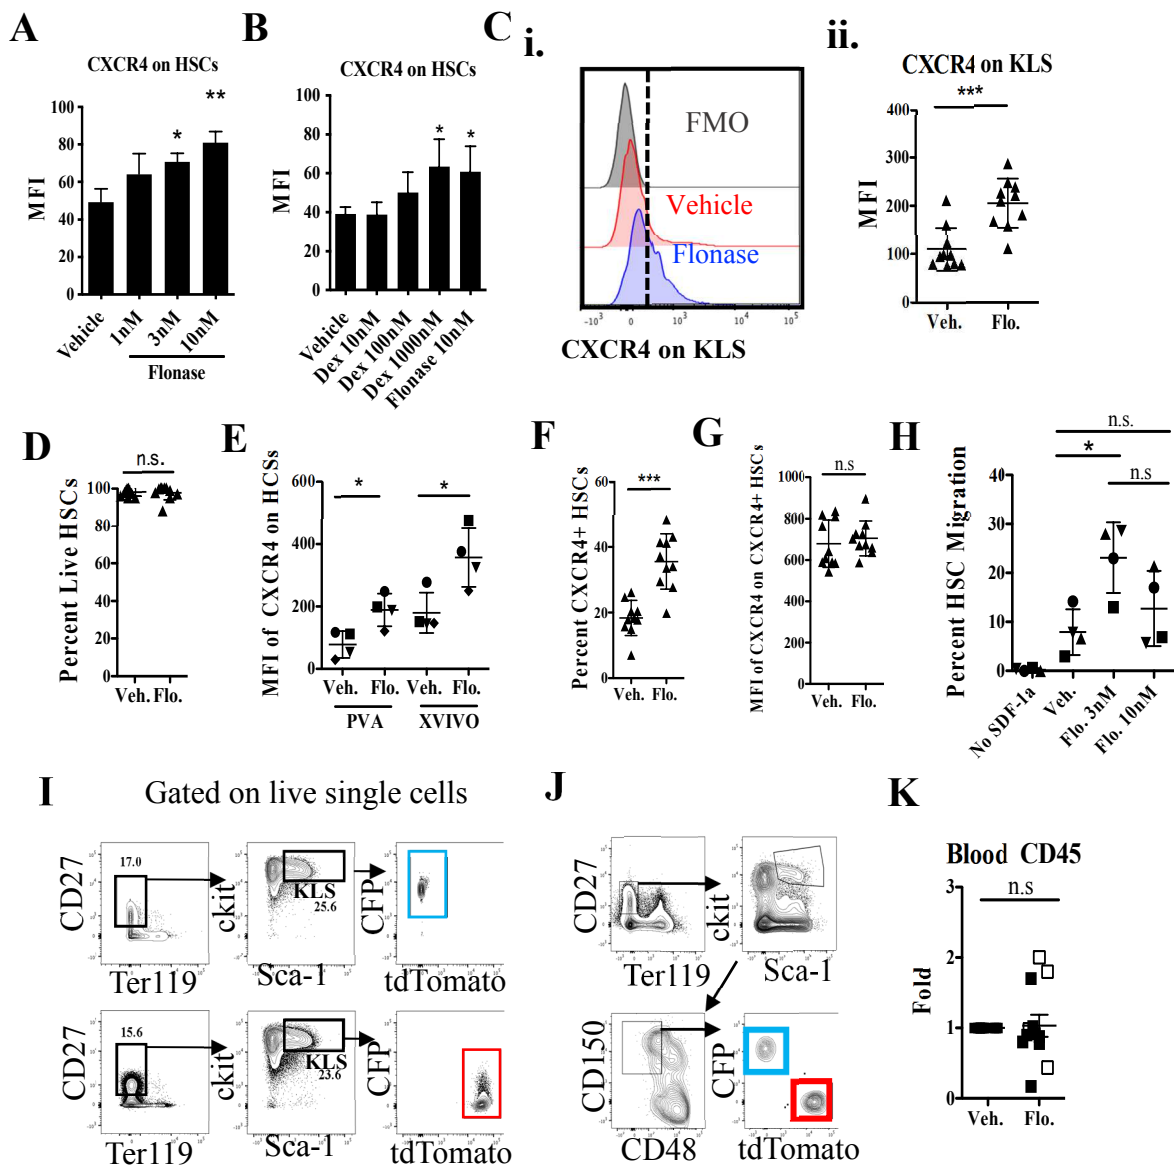 A
CXCR4 on HSCs
MFI
100
80
60
40
20
0
*
**
Vehicle
1nM
3nM
10nM
Flonase
B
CXCR4 on HSCs
MFI
100
80
60
40
20
0
*
*
Vehicle
Dex 10nM
Dex 100nM
Dex 1000nM
Flonase 10nM
C
i.
FMO
Vehicle
Flonase
-10³ 0 10³ 10⁴ 10⁵
CXCR4 on KLS
ii.
CXCR4 on KLS
***
MFI
400
300
200
100
0
Veh. Flo.
D
n.s.
Percent Live HSCs
100
80
60
40
20
0
Veh. Flo.
E
MFI of CXCR4 on HCSs
600
400
200
0
*
*
Veh. Flo. Veh. Flo.
PVA XVIVO
F
Percent CXCR4+ HSCs
60
40
20
0
***
Veh. Flo.
G
MFI of CXCR4 on CXCR4+ HSCs
1000
800
600
400
200
0
n.s
Veh. Flo.
H
Percent HSC Migration
40
30
20
10
0
n.s.
*
n.s
No SDF-1a
Veh.
Flo. 3nM
Flo. 10nM
I
Gated on live single cells
CD27
17.0
Ter119
ckit
KLS
25.6
Sca-1
CFP
tdTomato
CD27
15.6
Ter119
ckit
KLS
23.6
Sca-1
CFP
tdTomato
J
CD27
Ter119
ckit
Sca-1
CD150
CD48
CFP
tdTomato
K
Blood CD45
n.s
Fold
3
2
1
0
Veh. Flo.